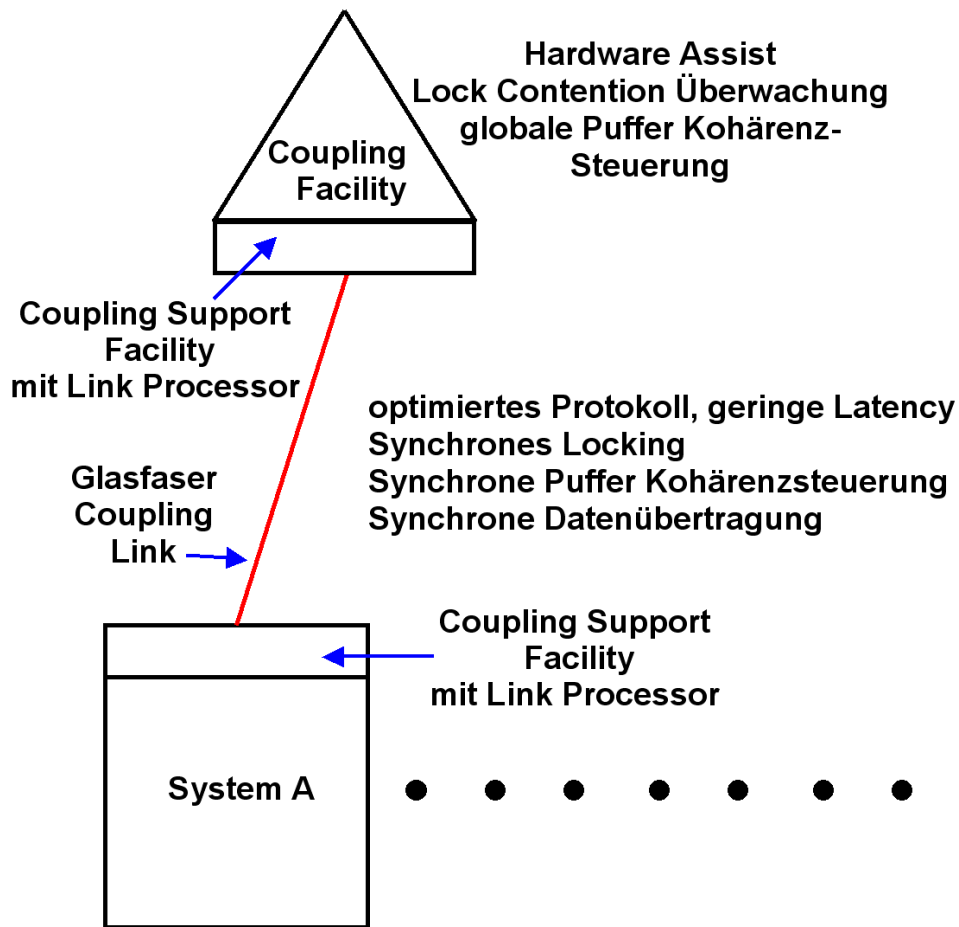 Hardware Assist
Lock Contention Überwachung
globale Puffer Kohärenz-
Steuerung
Coupling
Facility
Coupling Support
Facility
mit Link Processor
optimiertes Protokoll, geringe Latency
Synchrones Locking
Synchrone Puffer Kohärenzsteuerung
Synchrone Datenübertragung
Glasfaser
Coupling
Link
Coupling Support
Facility
mit Link Processor
System A